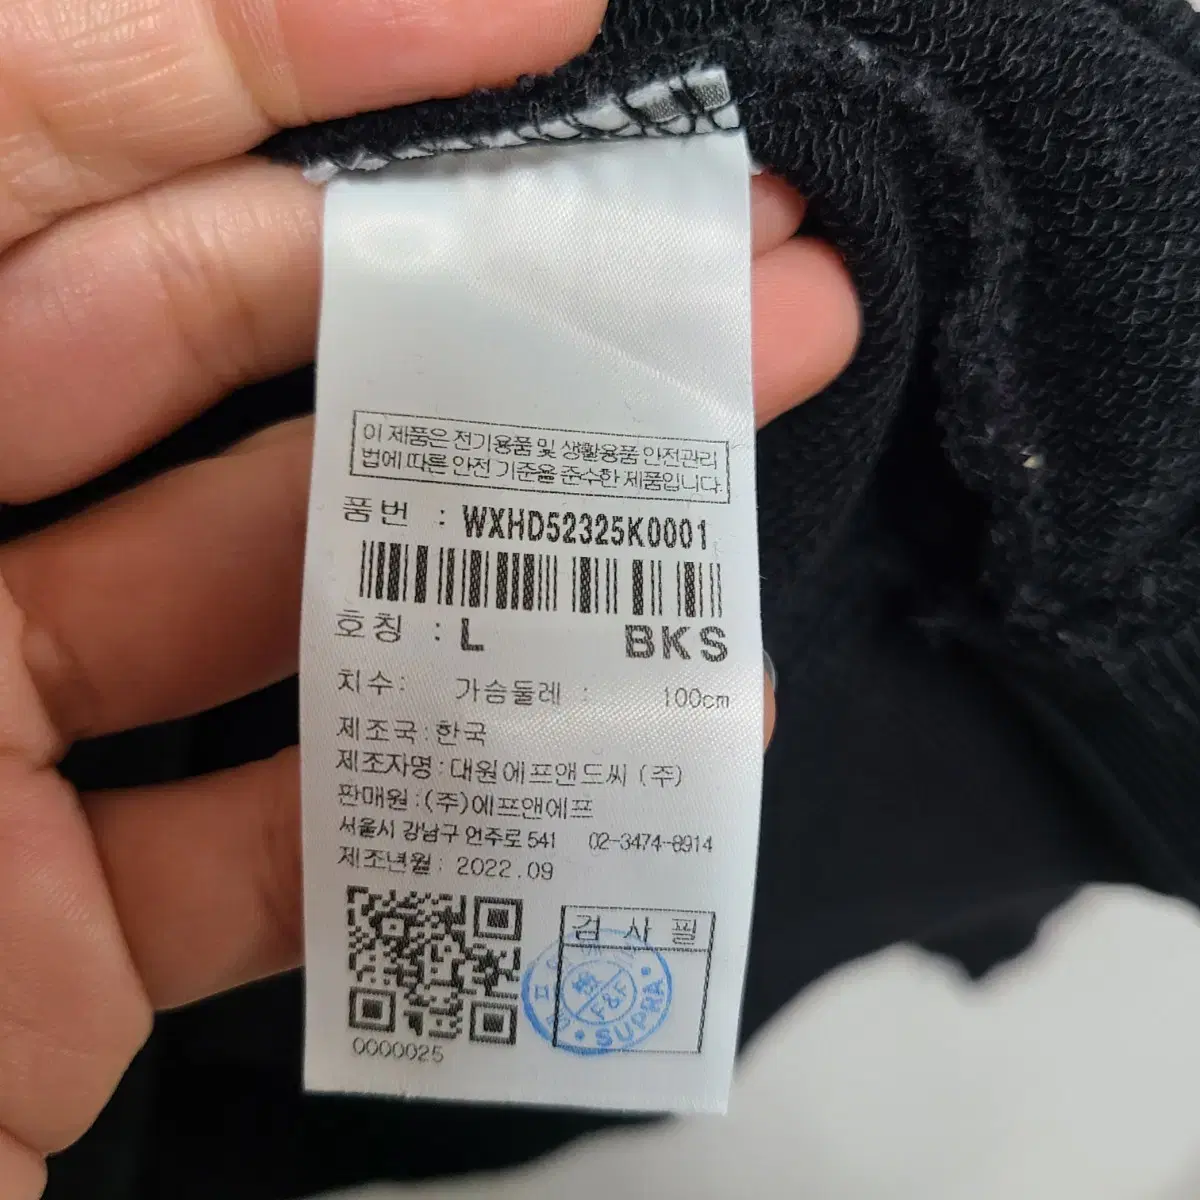 이 제품은 전기용품 및 생활용품 안전관리
법에 따른 안전 기준을 준수한 제품입니다.
품번 : WXHD52325K0001
호칭 : L BKS
치수: 가슴둘레 : 100cm
제조국:한국
제조자명:대원에프앤드씨 (주)
판매원:(주)에프앤에프
서울시 강남구 언주로 541 02-3474-8914
제조년월: 2022.09
검 사 필
F&F
SUPRA
0000025